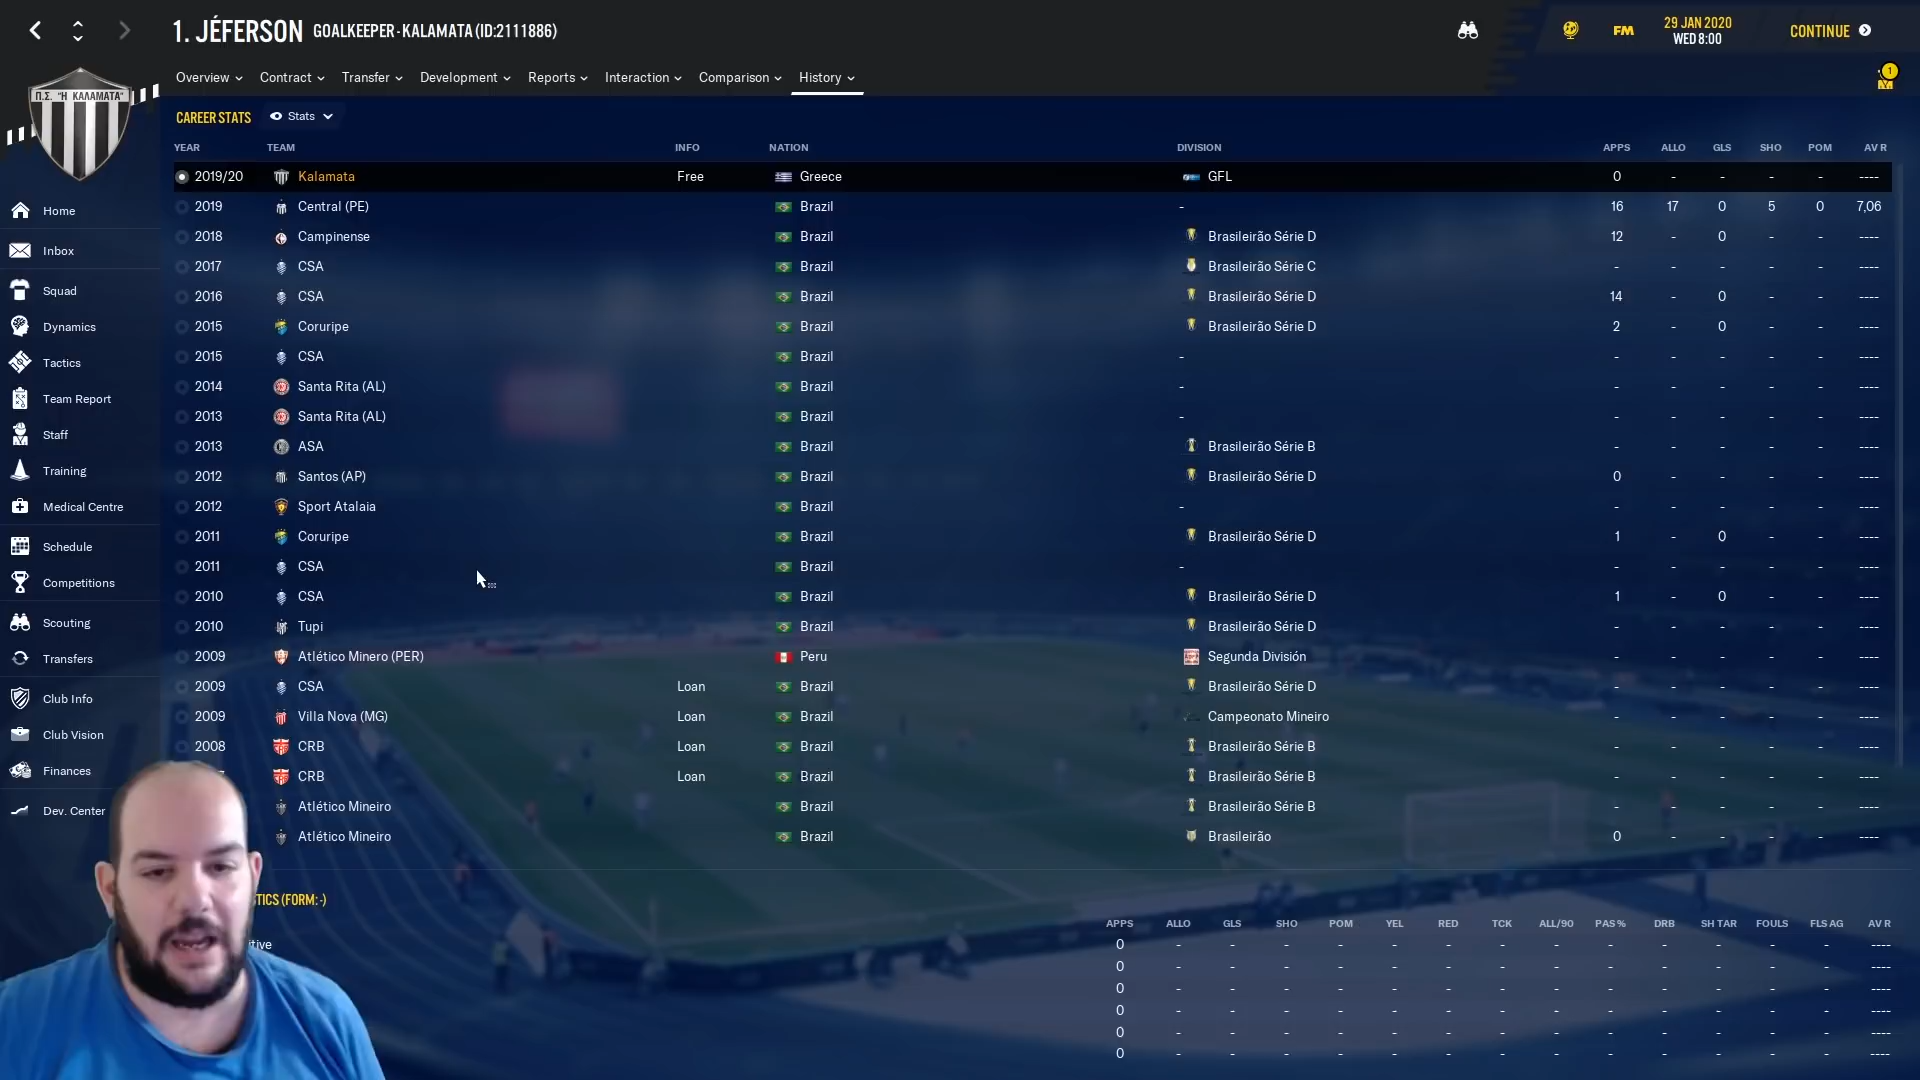 1. JÉFERSON GOALKEEPER - KALAMATA (ID:2111886)
FM
29 JAN 2020
WED 8:00
CONTINUE
Overview Contract Transfer Development Reports Interaction Comparison History
1
Π.Σ. "Η ΚΑΛΑΜΑΤΑ"
CAREER STATS Stats
YEAR TEAM INFO NATION DIVISION APPS ALLO GLS SHO POM AV R
2019/20 Kalamata Free Greece GFL 0 - - - - ----
2019 Central (PE) Brazil - 16 17 0 5 0 7,06
2018 Campinense Brazil Brasileirão Série D 12 - 0 - - ----
2017 CSA Brazil Brasileirão Série C - - - - - ----
2016 CSA Brazil Brasileirão Série D 14 - 0 - - ----
2015 Coruripe Brazil Brasileirão Série D 2 - 0 - - ----
2015 CSA Brazil - - - - - - ----
2014 Santa Rita (AL) Brazil - - - - - - ----
2013 Santa Rita (AL) Brazil - - - - - - ----
2013 ASA Brazil Brasileirão Série B - - - - - ----
2012 Santos (AP) Brazil Brasileirão Série D 0 - - - - ----
2012 Sport Atalaia Brazil - - - - - - ----
2011 Coruripe Brazil Brasileirão Série D 1 - 0 - - ----
2011 CSA Brazil - - - - - - ----
2010 CSA Brazil Brasileirão Série D 1 - 0 - - ----
2010 Tupi Brazil Brasileirão Série D - - - - - ----
2009 Atlético Minero (PER) Peru Segunda División - - - - - ----
2009 CSA Loan Brazil Brasileirão Série D - - - - - ----
2009 Villa Nova (MG) Loan Brazil Campeonato Mineiro - - - - - ----
2008 CRB Loan Brazil Brasileirão Série B - - - - - ----
CRB Loan Brazil Brasileirão Série B - - - - - ----
Atlético Mineiro Brazil Brasileirão Série B - - - - - ----
Atlético Mineiro Brazil Brasileirão 0 - - - - ----
Home
Inbox
Squad
Dynamics
Tactics
Team Report
Staff
Training
Medical Centre
Schedule
Competitions
Scouting
Transfers
Club Info
Club Vision
Finances
Dev. Center
TICS (FORM: -)
APPS ALLO GLS SHO POM YEL RED TCK ALL/90 PAS % DRB SH TAR FOULS FLS AG AV R
itive 0 - - - - - - - - - - - - - ----
0 - - - - - - - - - - - - - ----
0 - - - - - - - - - - - - - ----
0 - - - - - - - - - - - - - ----
0 - - - - - - - - - - - - - ----
0 - - - - - - - - - - - - - ----